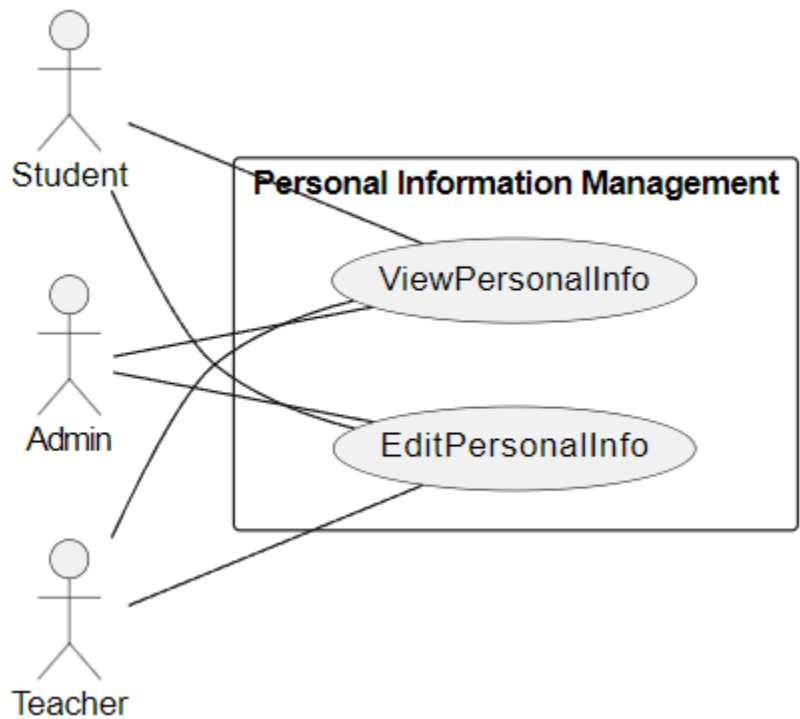 Student
Personal Information Management
ViewPersonalInfo
Admin
EditPersonalInfo
Teacher